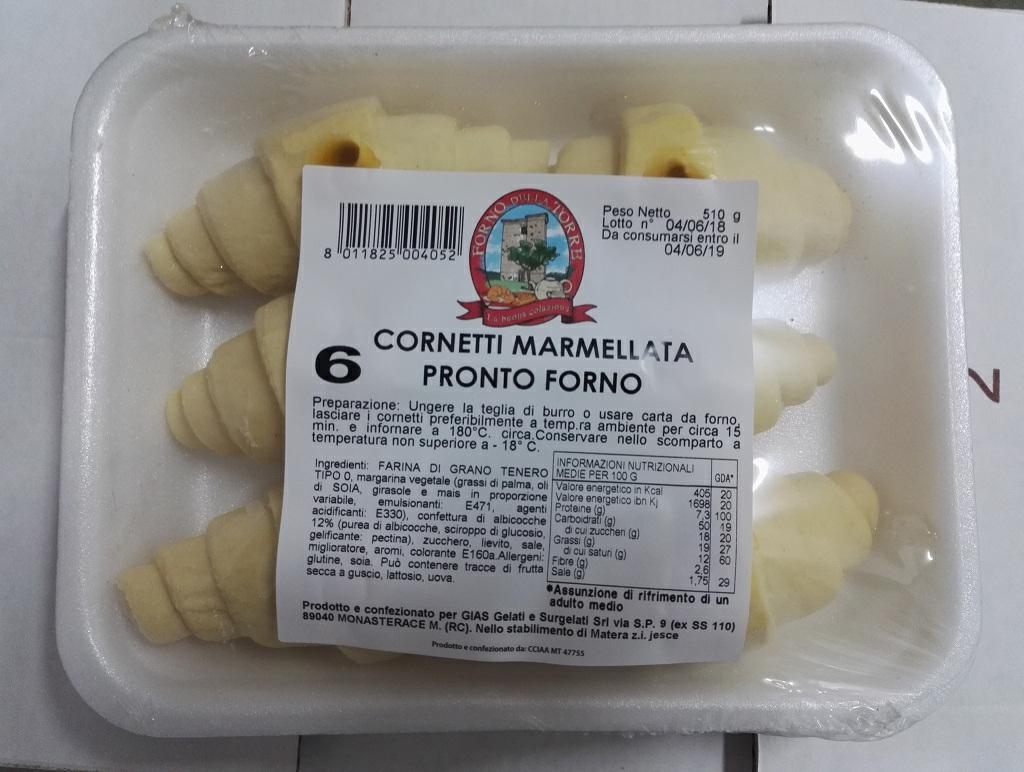 8 011825 004052
FORNO DELLA TORRE
La buona colazione
Peso Netto 510 g
Lotto n° 04/06/18
Da consumarsi entro il
04/06/19
6
CORNETTI MARMELLATA
PRONTO FORNO
Preparazione: Ungere la teglia di burro o usare carta da forno,
lasciare i cornetti preferibilmente a temp.ra ambiente per circa 15
min. e infornare a 180°C. circa.Conservare nello scomparto a
temperatura non superiore a - 18° C.
Ingredienti: FARINA DI GRANO TENERO
TIPO 0, margarina vegetale (grassi di palma, oli
di SOIA, girasole e mais in proporzione
variabile, emulsionanti: E471, agenti
acidificanti: E330), confettura di albicocche
12% (purea di albicocche, sciroppo di glucosio,
gelificante: pectina), zucchero, lievito, sale,
miglioratore, aromi, colorante E160a.Allergeni:
glutine, soia. Può contenere tracce di frutta
secca a guscio, lattosio, uova.
INFORMAZIONI NUTRIZIONALI
MEDIE PER 100 G GDA*
Valore energetico in Kcal 405 20
Valore energetico ibn Kj 1698 20
Proteine (g) 7,3 100
Carboidrati (g) 50 19
di cui zuccheri (g) 18 20
Grassi (g) 19 27
di cui saturi (g) 12 60
Fibre (g) 2,6
Sale (g) 1,75 29
*Assunzione di rifrimento di un
adulto medio
Prodotto e confezionato per GIAS Gelati e Surgelati Srl via S.P. 9 (ex SS 110)
89040 MONASTERACE M. (RC). Nello stabilimento di Matera z.i. jesce
Prodotto e confezionato da: CCIAA MT 47755